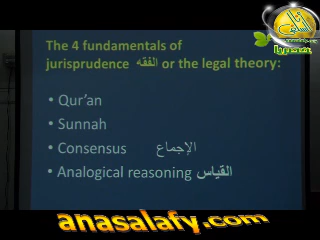 The 4 fundamentals of
jurisprudence الفقه or the legal theory:
• Qur'an
• Sunnah
• Consensus الإجماع
• Analogical reasoning القياس
anasalafy.com